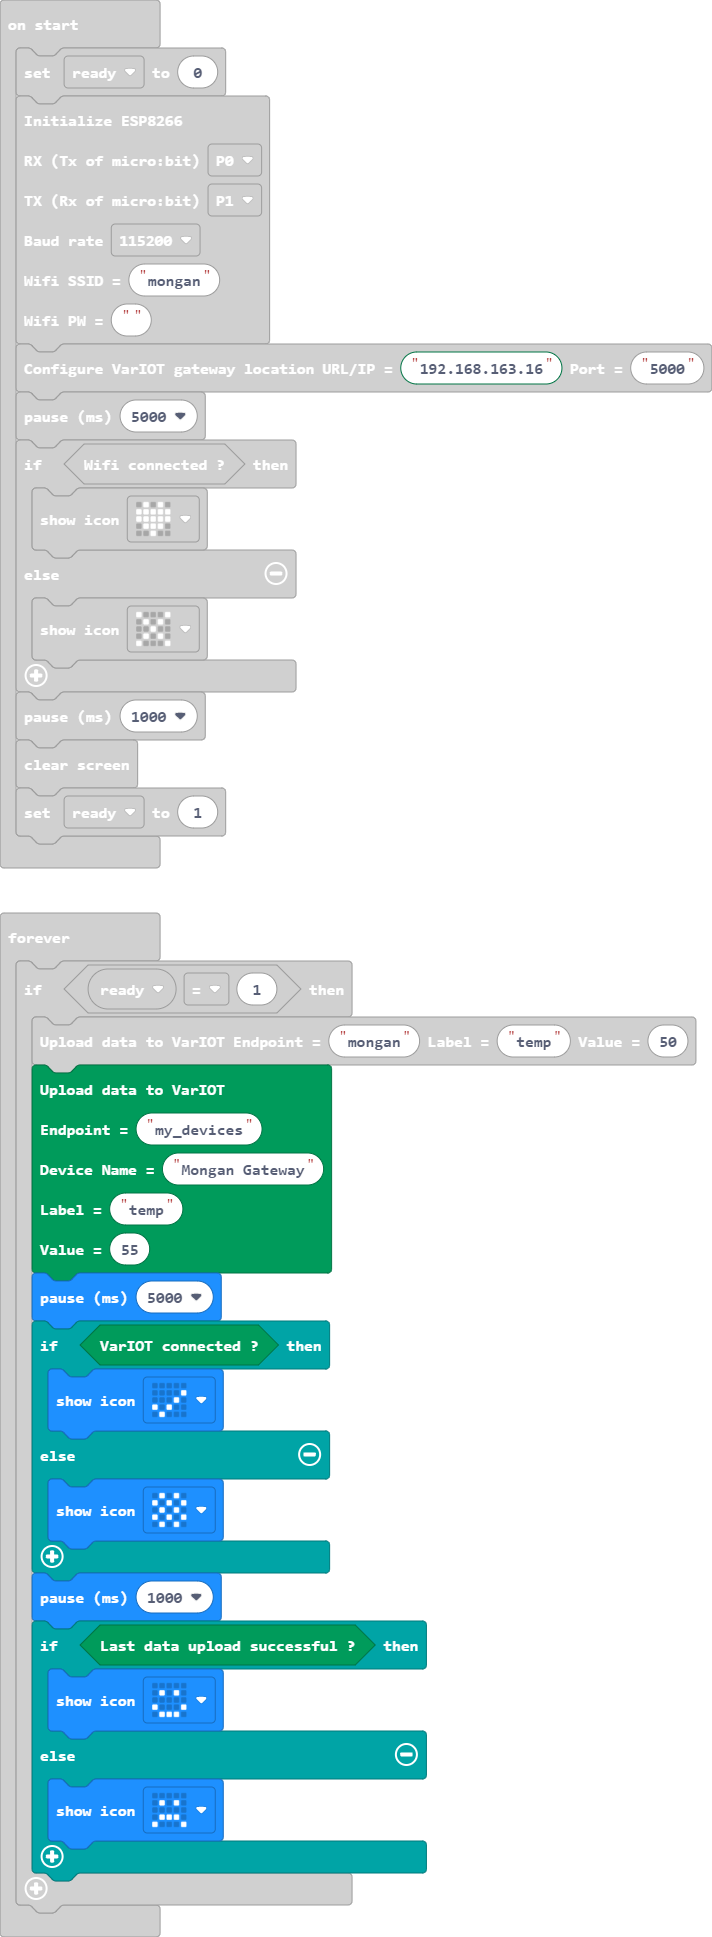 on start
set ready to 0
Initialize ESP8266
RX (Tx of micro:bit) P0
TX (Rx of micro:bit) P1
Baud rate 115200
Wifi SSID = "mongan"
Wifi PW = " "
Configure VarIOT gateway location URL/IP = "192.168.163.16" Port = "5000"
pause (ms) 5000
if Wifi connected ? then
show icon
else
show icon
pause (ms) 1000
clear screen
set ready to 1
forever
if ready = 1 then
Upload data to VarIOT Endpoint = "mongan" Label = "temp" Value = 50
Upload data to VarIOT
Endpoint = "my_devices"
Device Name = "Mongan Gateway"
Label = "temp"
Value = 55
pause (ms) 5000
if VarIOT connected ? then
show icon
else
show icon
pause (ms) 1000
if Last data upload successful ? then
show icon
else
show icon